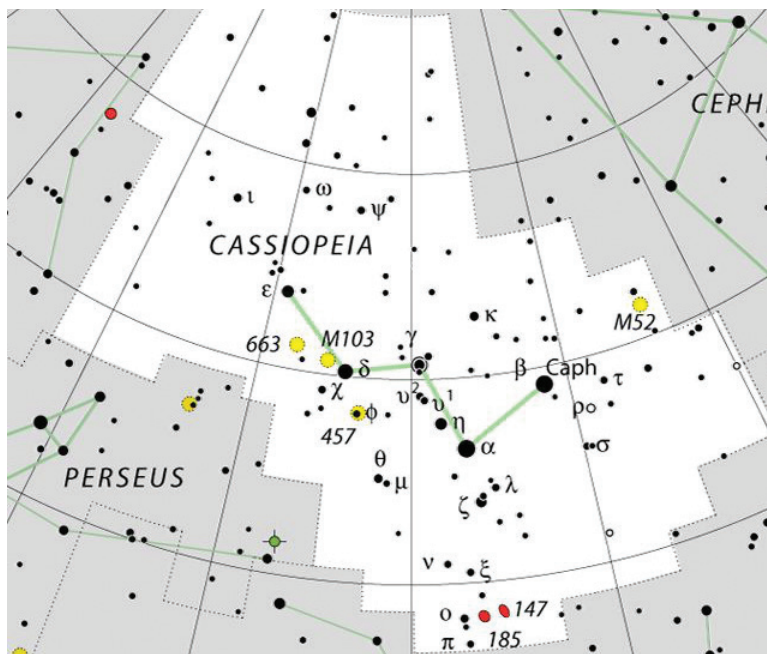 CEPH
ω
ι
ψ
CASSIOPEIA
ε
κ
M52
663
M103
γ
δ
β
Caph
τ
χ
υ²
υ¹
ρ
ϕ
η
457
α
σ
θ
PERSEUS
μ
λ
ζ
ν
ξ
ο
147
π
185